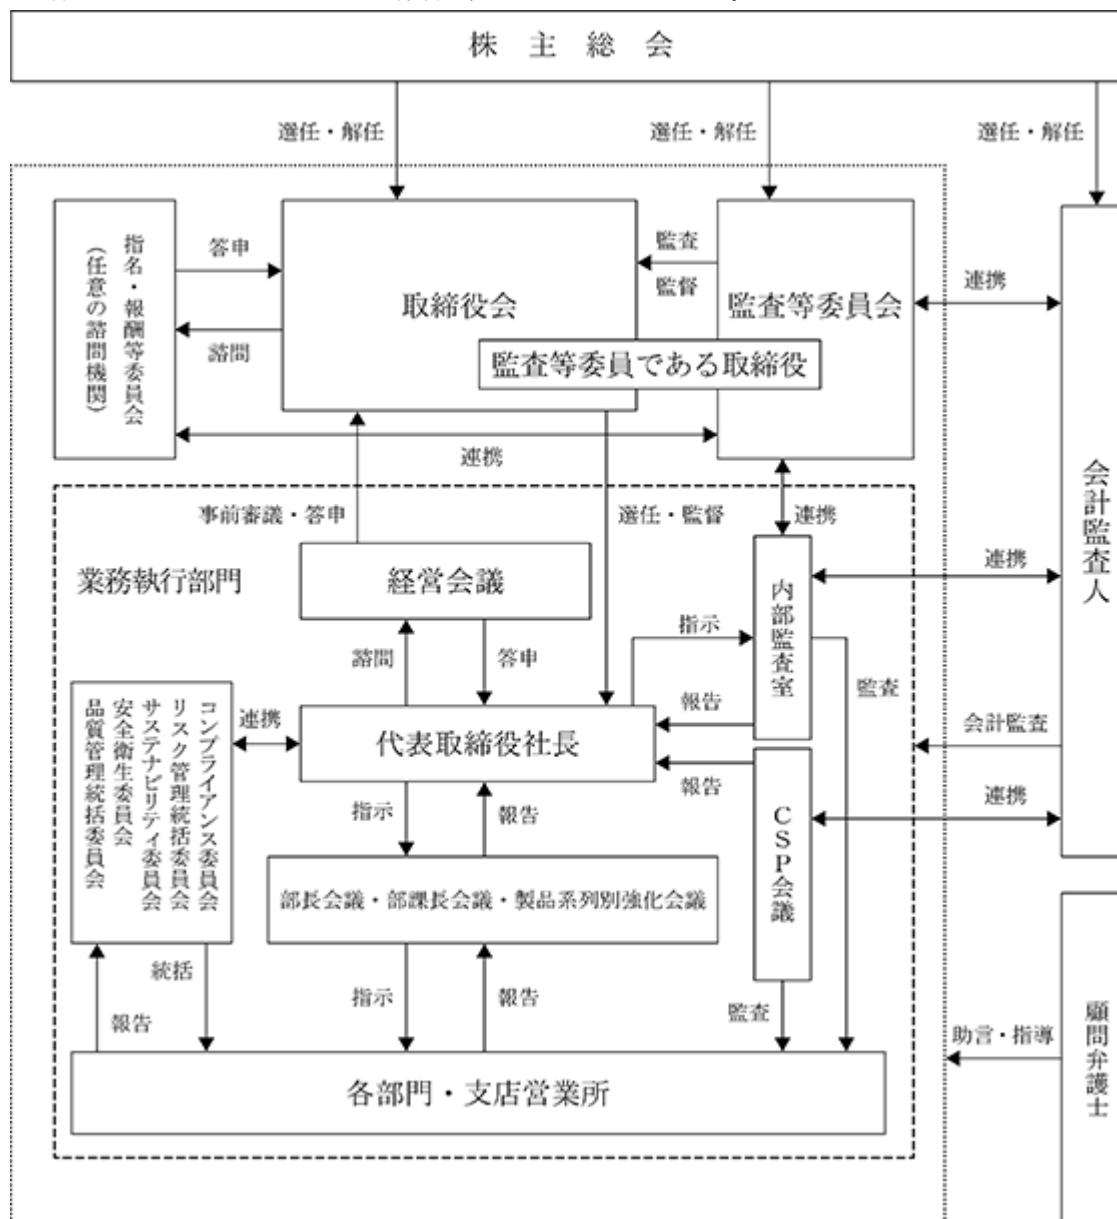 株主総会
選任・解任
選任・解任
選任・解任
指名・報酬等委員会
(任意の諮問機関)
答申
諮問
取締役会
監査
監督
監査等委員会
監査等委員である取締役
連携
連携
会計監査人
事前審議・答申
選任・監督
連携
業務執行部門
経営会議
内部監査室
連携
諮問
答申
指示
監査
報告
コンプライアンス委員会
リスク管理統括委員会
サステナビリティ委員会
安全衛生委員会
品質管理統括委員会
連携
代表取締役社長
会計監査
報告
CSP会議
連携
指示
報告
部長会議・部課長会議・製品系列別強化会議
統括
報告
指示
報告
監査
助言・指導
顧問弁護士
各部門・支店営業所